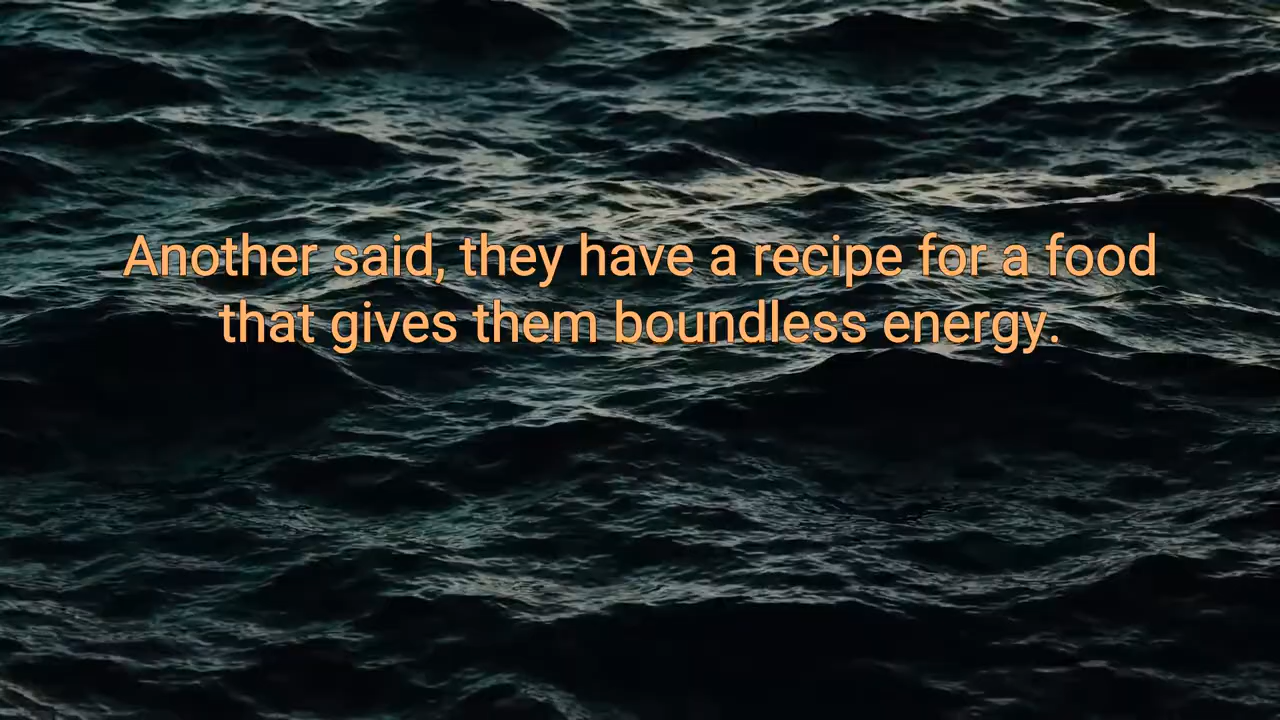 Another said, they have a recipe for a food
that gives them boundless energy.